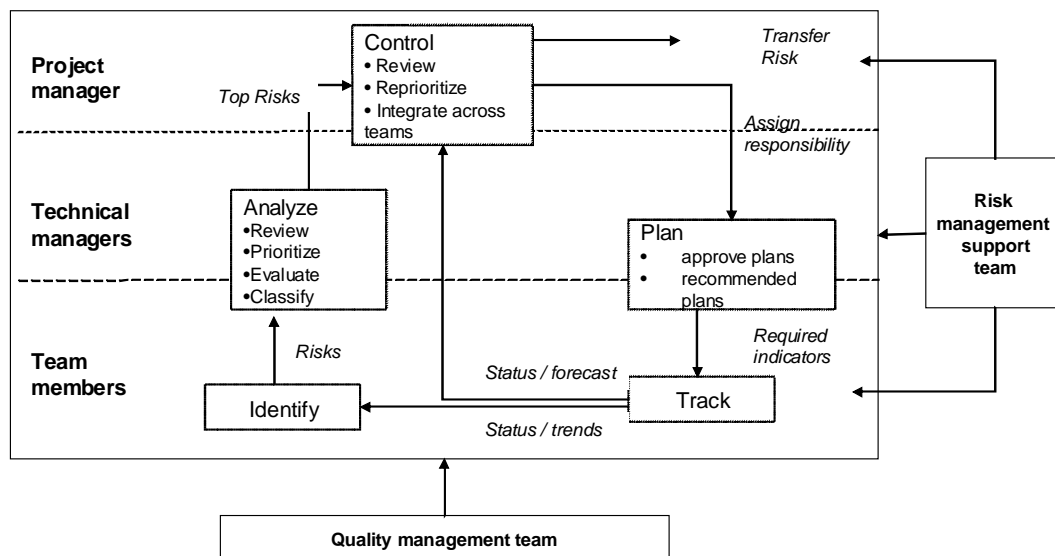 Control
• Review
• Reprioritize
• Integrate across
teams
Transfer
Risk
Project
manager
Top Risks
Assign
responsibility
Technical
managers
Analyze
•Review
•Prioritize
•Evaluate
•Classify
Plan
• approve plans
• recommended
plans
Risk
management
support
team
Team
members
Risks
Required
indicators
Status / forecast
Identify
Track
Status / trends
Quality management team